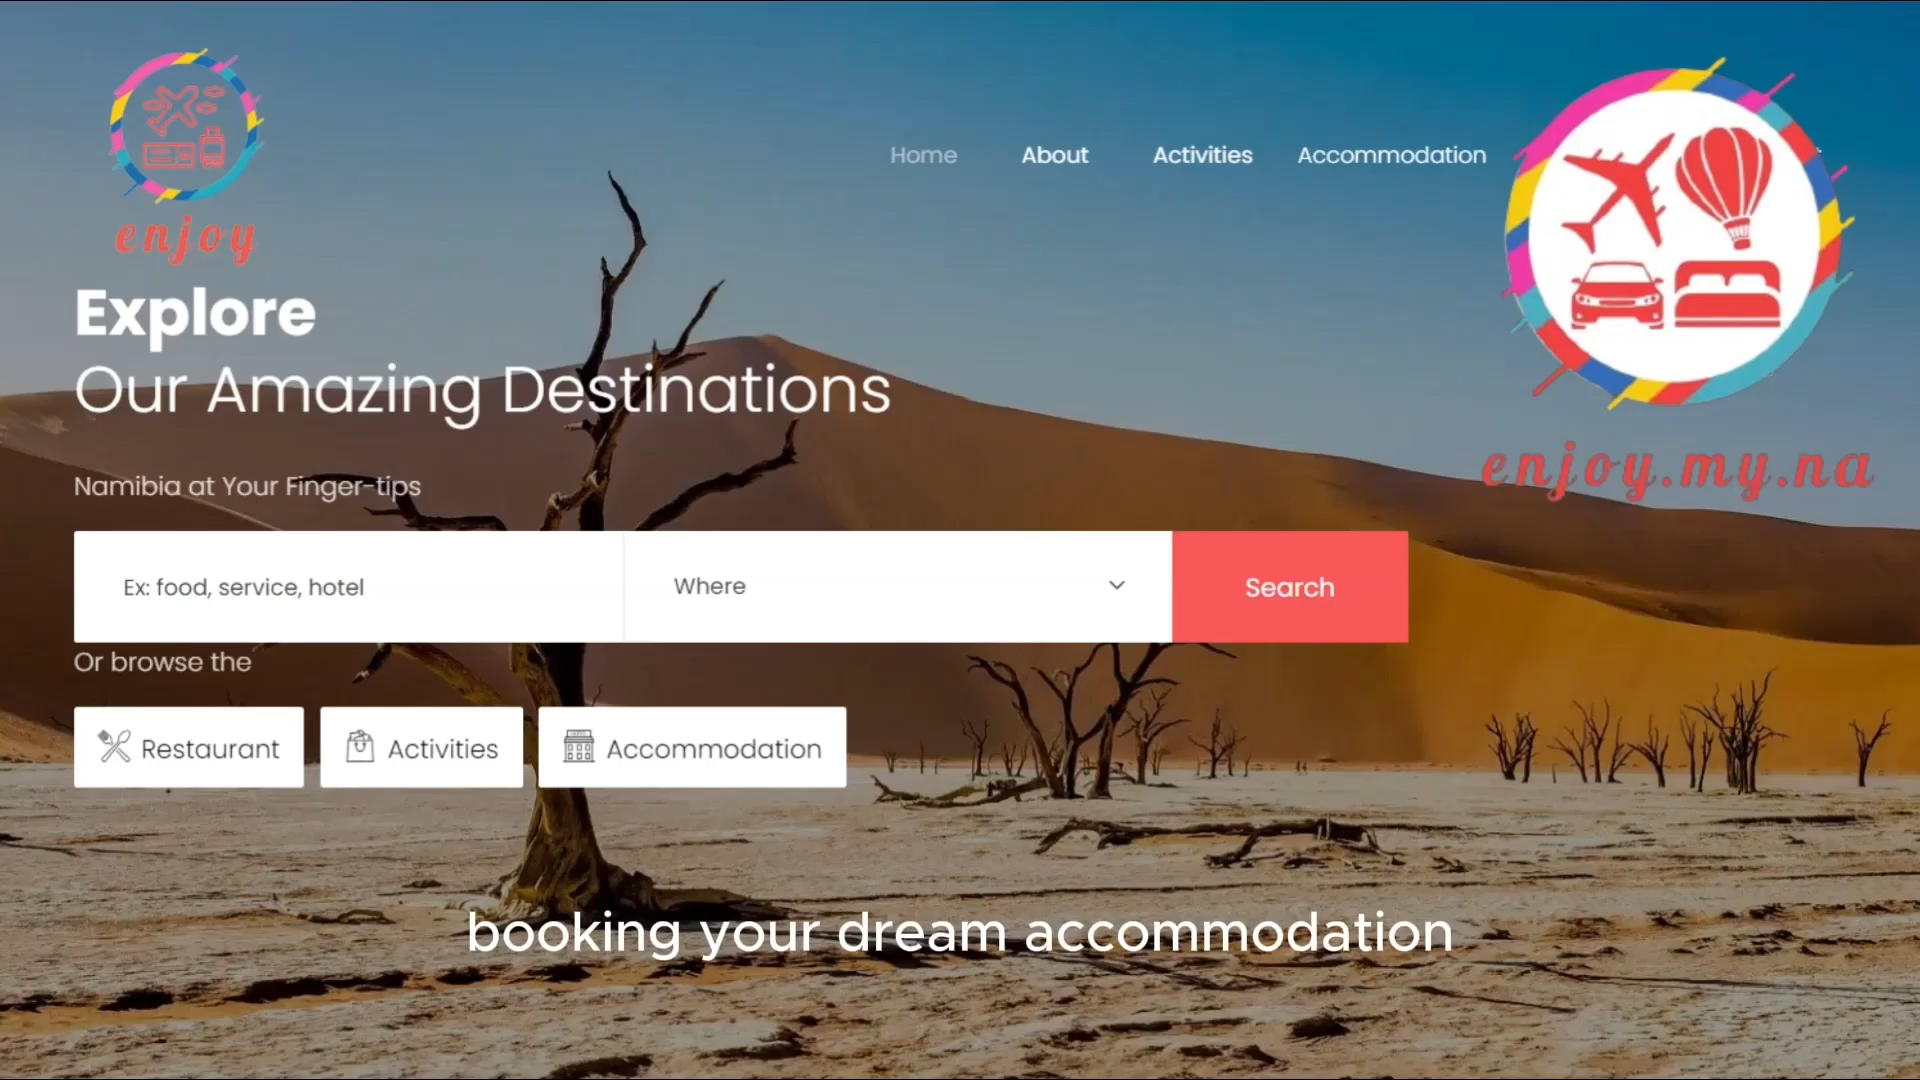 enjoy
Home About Activities Accommodation
Explore
Our Amazing Destinations
enjoy.my.na
Namibia at Your Finger-tips
Ex: food, service, hotel Where Search
Or browse the
Restaurant Activities Accommodation
booking your dream accommodation